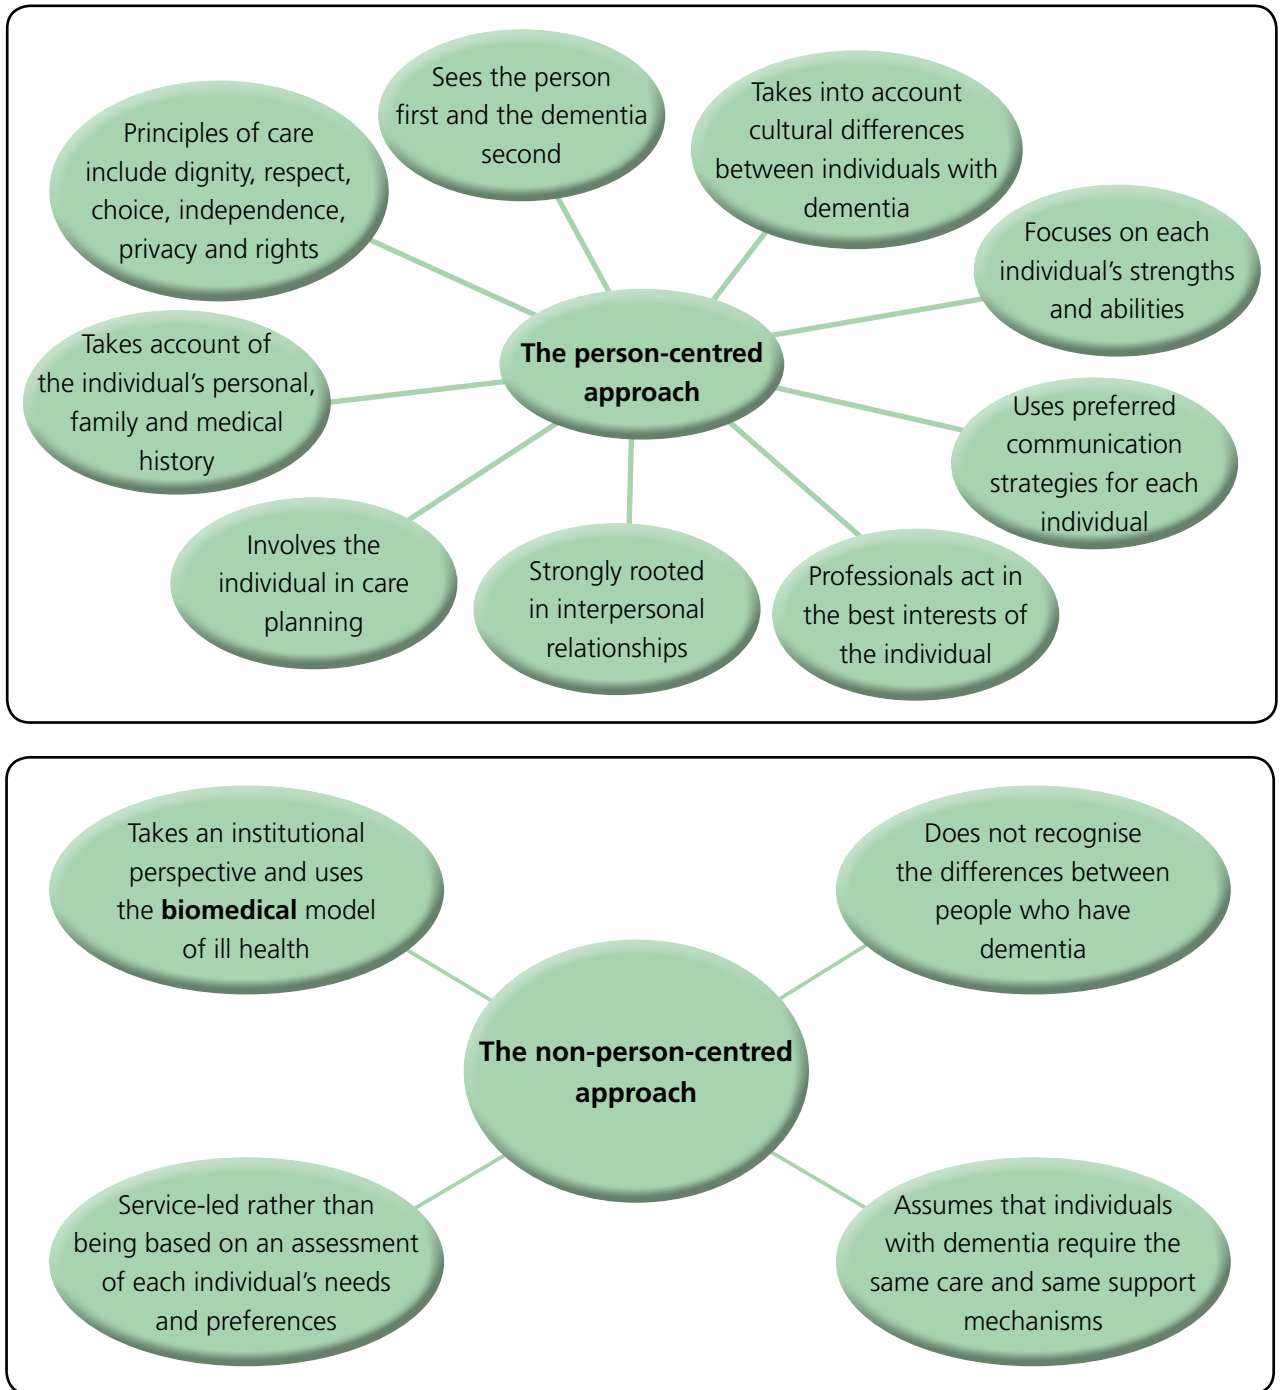 Sees the person
first and the dementia
second
Takes into account
cultural differences
between individuals with
dementia
Principles of care
include dignity, respect,
choice, independence,
privacy and rights
Focuses on each
individual's strengths
and abilities
The person-centred
approach
Takes account of
the individual's personal,
family and medical
history
Uses preferred
communication
strategies for each
individual
Involves the
individual in care
planning
Strongly rooted
in interpersonal
relationships
Professionals act in
the best interests of
the individual
Takes an institutional
perspective and uses
the biomedical model
of ill health
Does not recognise
the differences between
people who have
dementia
The non-person-centred
approach
Service-led rather than
being based on an assessment
of each individual's needs
and preferences
Assumes that individuals
with dementia require the
same care and same support
mechanisms